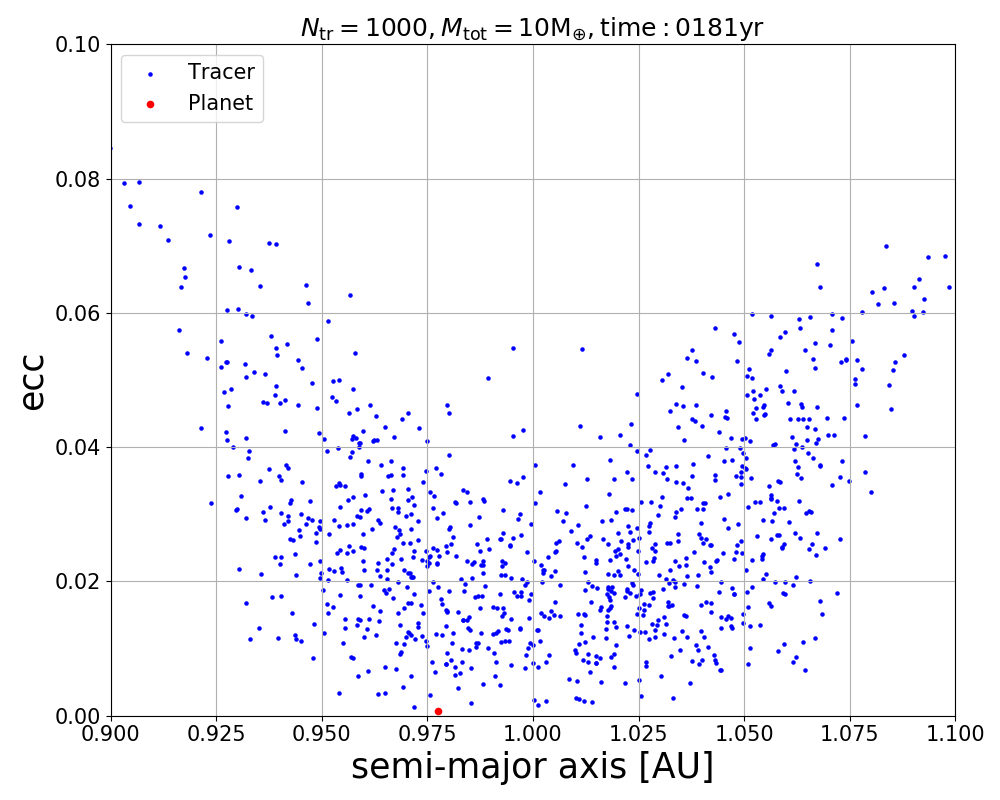 N_tr = 1000, M_tot = 10M_⊕, time : 0181yr
0.10
Tracer
Planet
0.08
0.06
0.04
0.02
0.00
ecc
0.900 0.925 0.950 0.975 1.000 1.025 1.050 1.075 1.100
semi-major axis [AU]